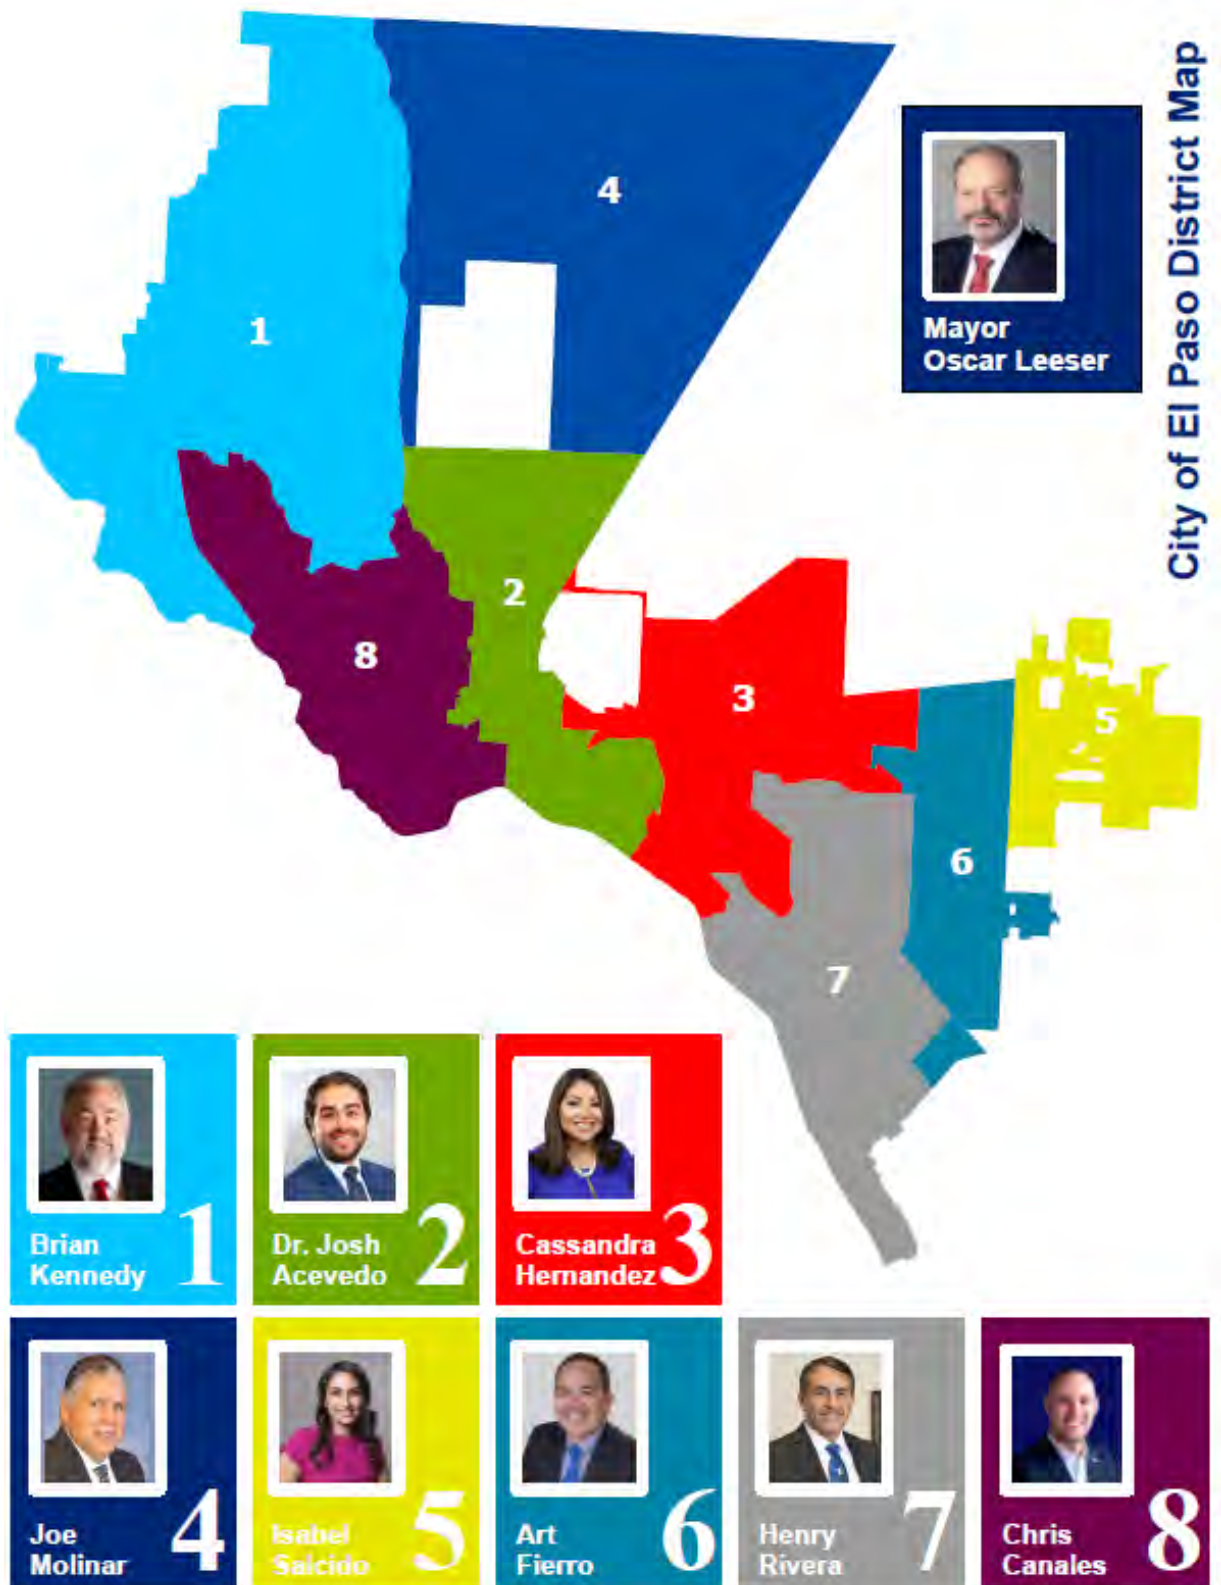 City of El Paso District Map
4
1
Mayor
Oscar Leeser
2
8
3
5
6
7
Brian
Kennedy
1
Dr. Josh
Acevedo
2
Cassandra
Hernandez
3
Joe
Molinar
4
Isabel
Salcido
5
Art
Fierro
6
Henry
Rivera
7
Chris
Canales
8